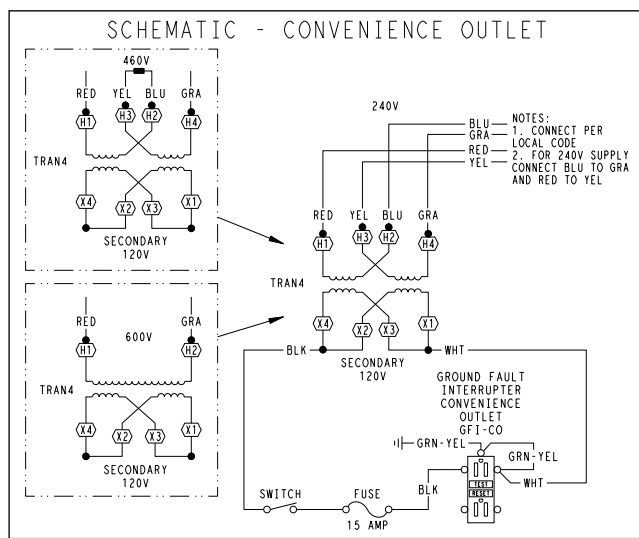 SCHEMATIC - CONVENIENCE OUTLET
460V
RED YEL BLU GRA
H1 H3 H2 H4
TRAN4
X4 X2 X3 X1
SECONDARY
120V
RED GRA
600V
H1 H2
TRAN4
X4 X2 X3 X1
SECONDARY
120V
240V
BLU
GRA
RED
YEL
NOTES:
1. CONNECT PER
LOCAL CODE
2. FOR 240V SUPPLY
CONNECT BLU TO GRA
AND RED TO YEL
RED YEL BLU GRA
H1 H3 H2 H4
TRAN4
X4 X2 X3 X1
BLK WHT
SECONDARY
120V
GROUND FAULT
INTERRUPTER
CONVENIENCE
OUTLET
GFI-CO
GRN-YEL
GRN-YEL
WHT
BLK
TEST
RESET
SWITCH
FUSE
15 AMP